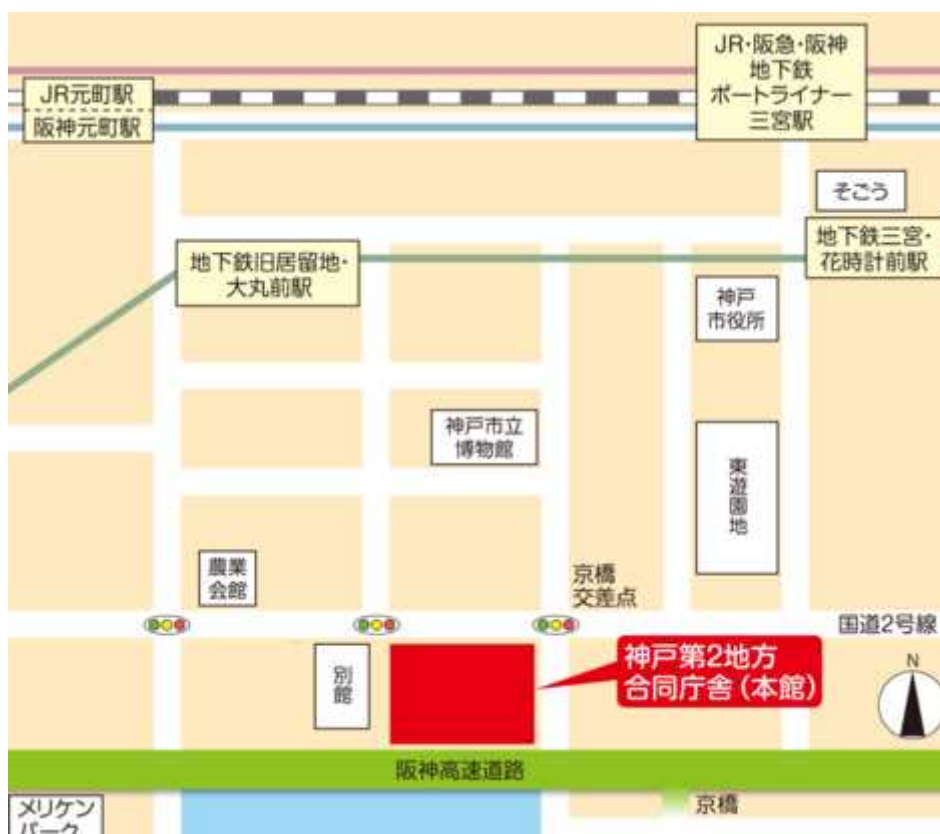 JR・阪急・阪神
地下鉄
ポートライナー
三宮駅
JR元町駅
阪神元町駅
そごう
地下鉄三宮・
花時計前駅
地下鉄旧居留地・
大丸前駅
神戸
市役所
神戸市立
博物館
東遊園地
農業
会館
京橋
交差点
国道2号線
別館
神戸第2地方
合同庁舎(本館)
N
阪神高速道路
メリケン
パーク
京橋